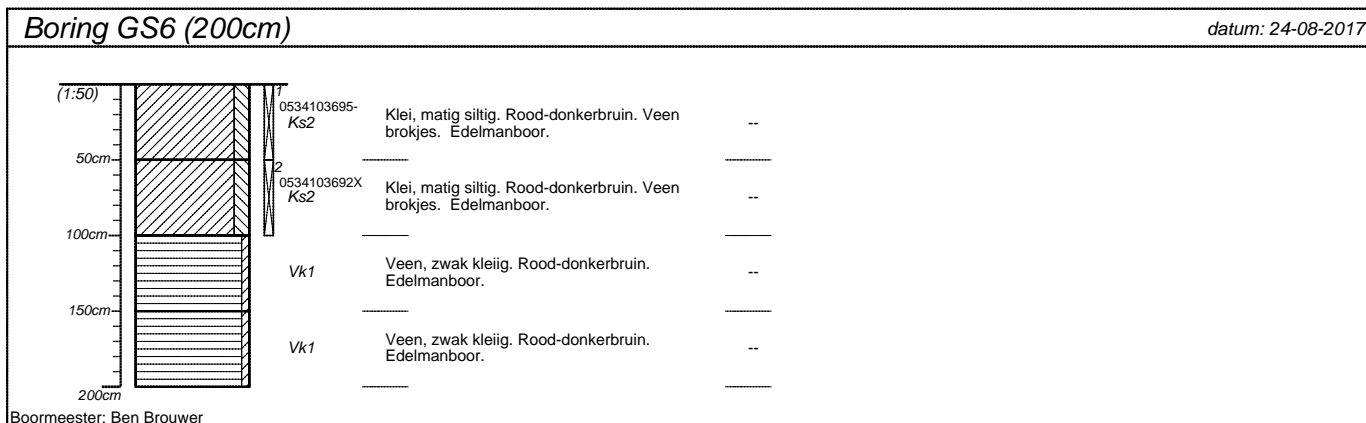 Boring GS6 (200cm)
datum: 24-08-2017
(1:50)
1
0534103695-
Ks2
Klei, matig siltig. Rood-donkerbruin. Veen
brokjes. Edelmanboor.
--
50cm
2
0534103692X
Ks2
Klei, matig siltig. Rood-donkerbruin. Veen
brokjes. Edelmanboor.
--
100cm
Vk1
Veen, zwak kleiig. Rood-donkerbruin.
Edelmanboor.
--
150cm
Vk1
Veen, zwak kleiig. Rood-donkerbruin.
Edelmanboor.
--
200cm
Boormeester: Ben Brouwer